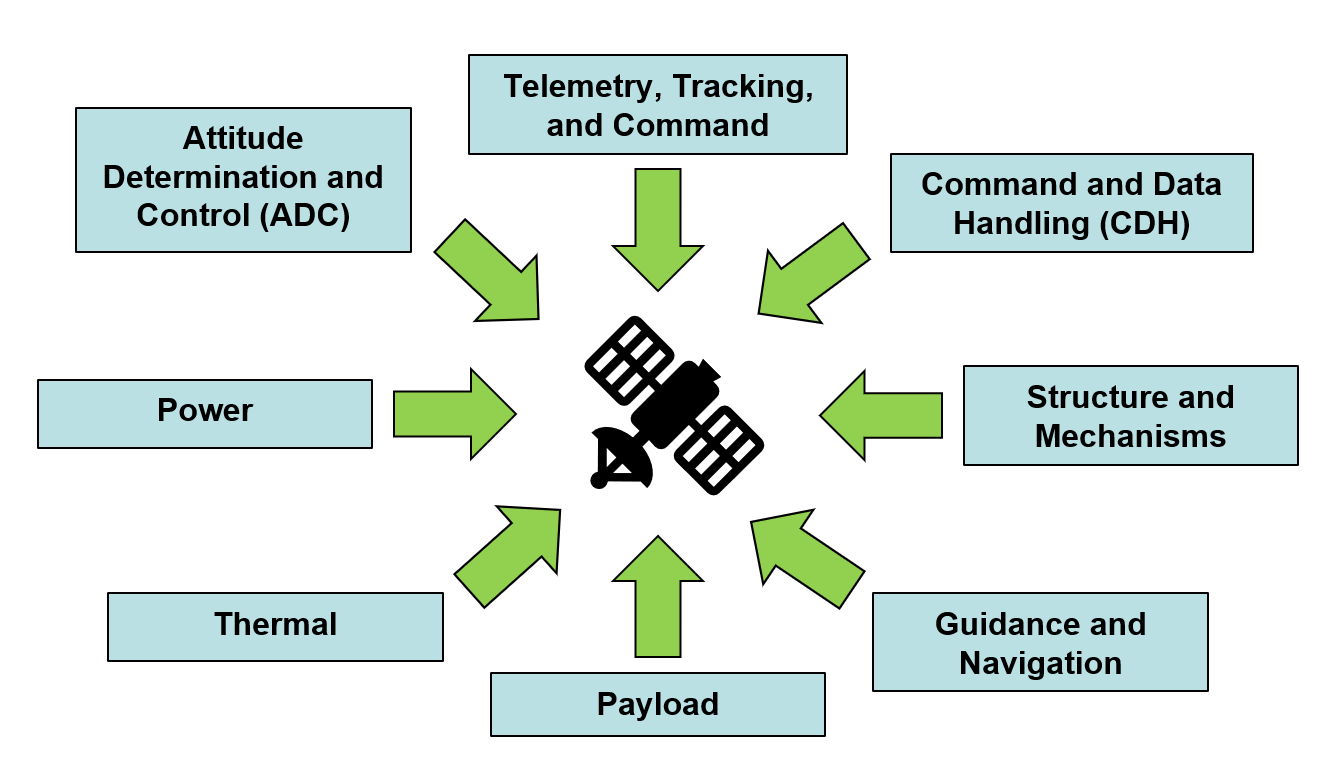 Telemetry, Tracking,
and Command
Attitude
Determination and
Control (ADC)
Command and Data
Handling (CDH)
Power
Structure and
Mechanisms
Thermal
Guidance and
Navigation
Payload